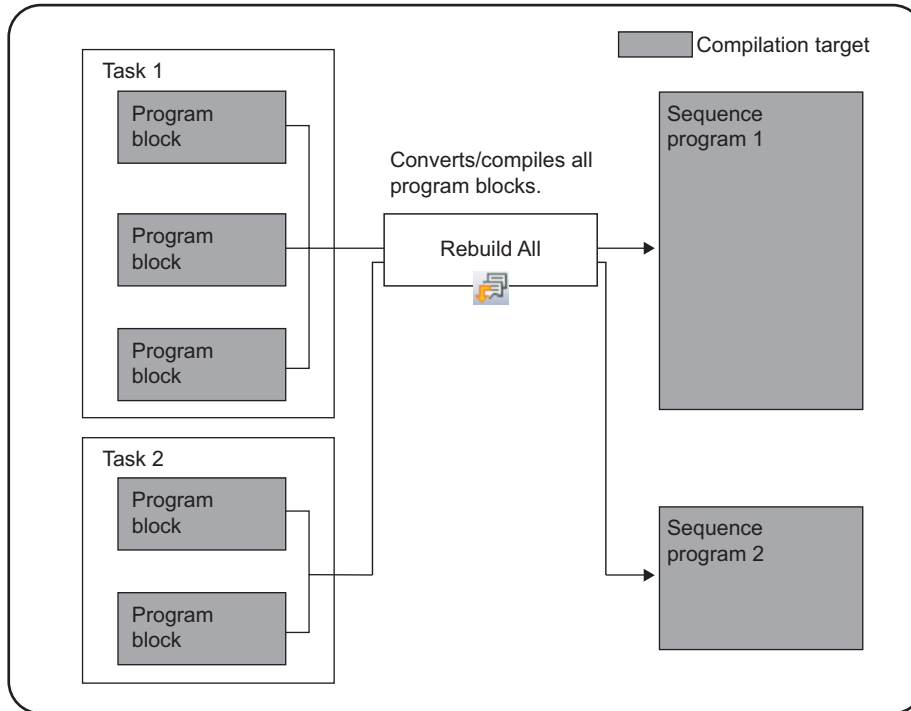 Compilation target
Task 1
Program
block
Program
block
Program
block
Converts/compiles all
program blocks.
Rebuild All
Sequence
program 1
Task 2
Program
block
Program
block
Sequence
program 2